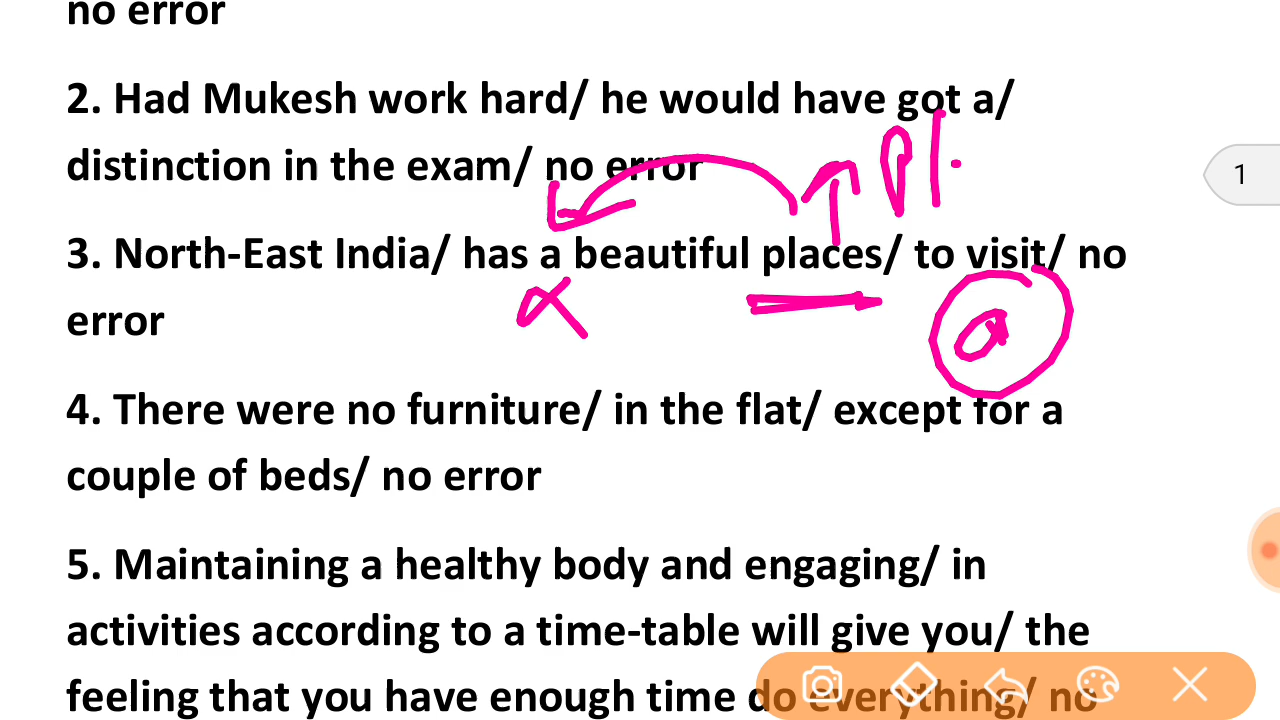 no error
2. Had Mukesh work hard/ he would have got a/
distinction in the exam/ no error
pl.
1
3. North-East India/ has a beautiful places/ to visit/ no
error
a
4. There were no furniture/ in the flat/ except for a
couple of beds/ no error
5. Maintaining a healthy body and engaging/ in
activities according to a time-table will give you/ the
feeling that you have enough time do everything/ no